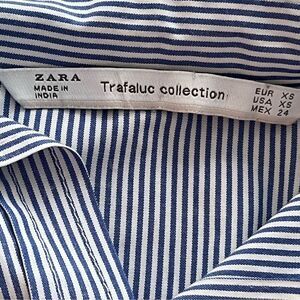 ZARA
MADE IN
INDIA
Trafaluc collection
EUR XS
USA XS
MEX 24